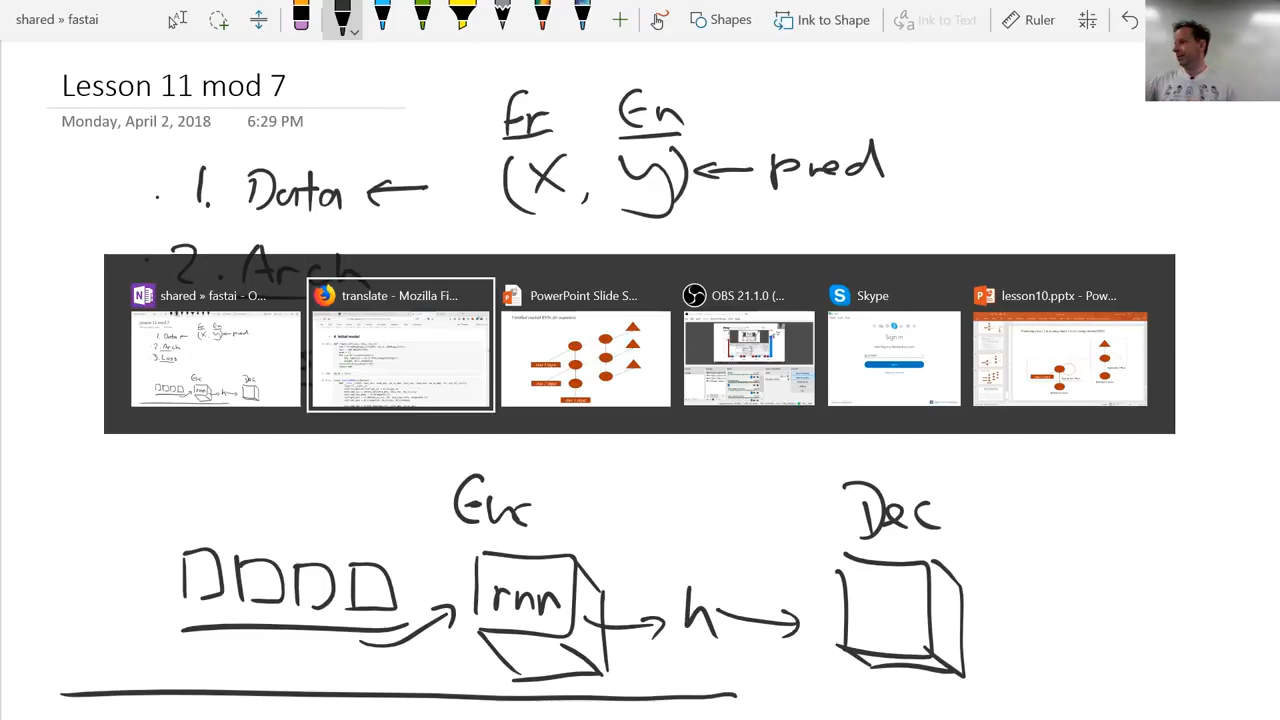 shared » fastai
Shapes
Ink to Shape
Ink to Text
Ruler
Lesson 11 mod 7
Monday, April 2, 2018 6:29 PM
Fr En
1. Data ← (x, y) ← pred
2. Arch
shared » fastai - O...
translate - Mozilla Fi...
PowerPoint Slide S...
OBS 21.1.0 (...
Skype
lesson10.pptx - Pow...
Enc Dec
rnn → h →